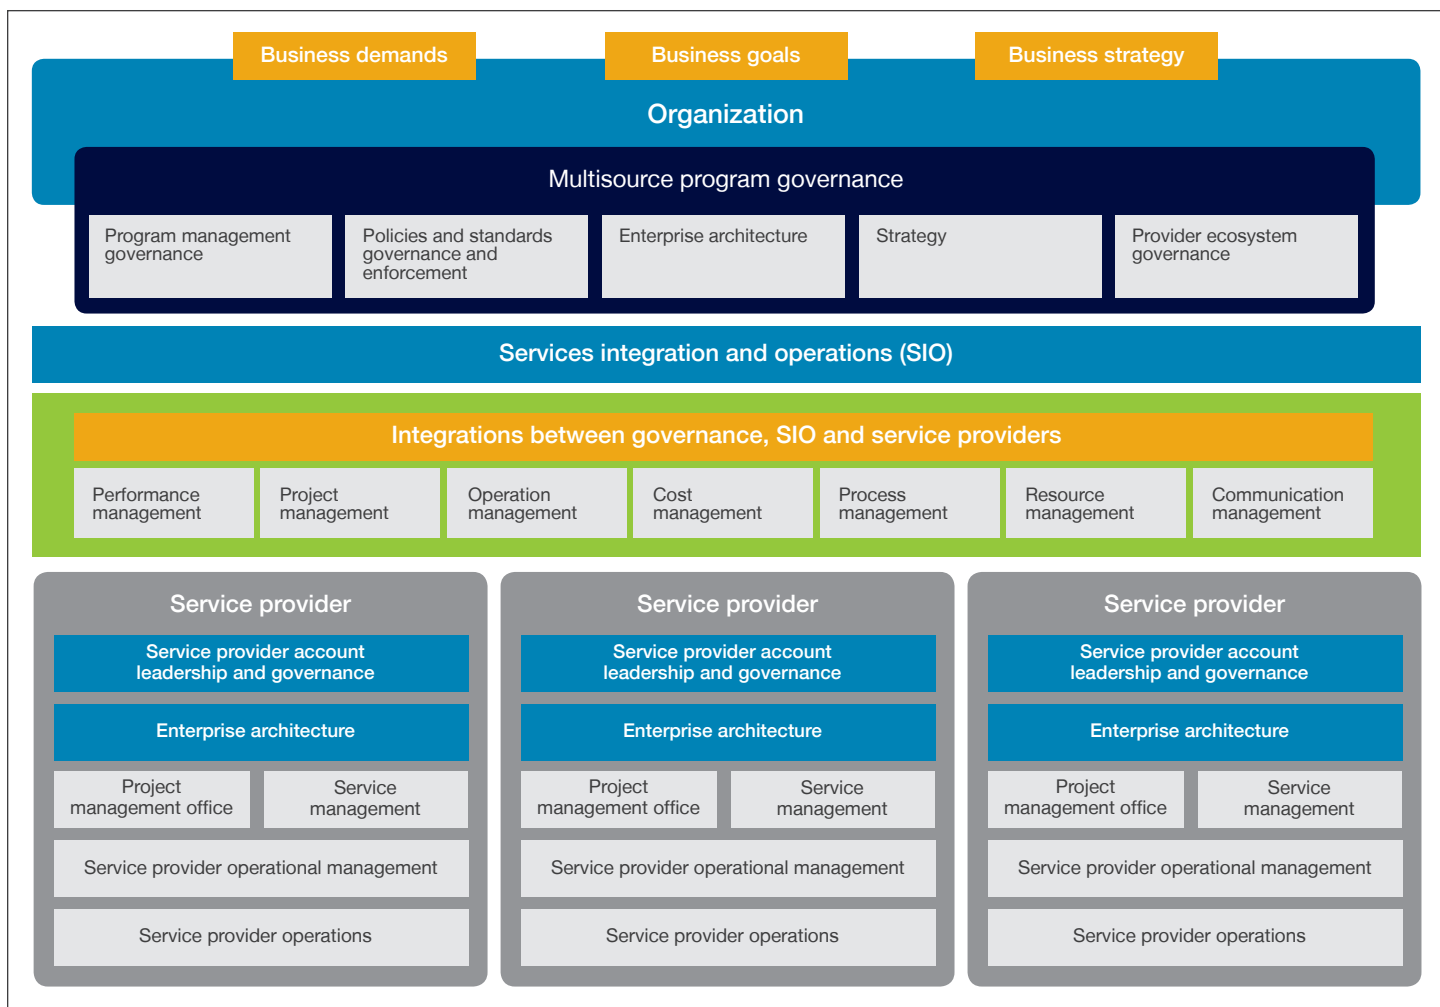 Business demands
Business goals
Business strategy
Organization
Multisource program governance
Program management
governance
Policies and standards
governance and
enforcement
Enterprise architecture
Strategy
Provider ecosystem
governance
Services integration and operations (SIO)
Integrations between governance, SIO and service providers
Performance
management
Project
management
Operation
management
Cost
management
Process
management
Resource
management
Communication
management
Service provider
Service provider account
leadership and governance
Enterprise architecture
Project
management office
Service
management
Service provider operational management
Service provider operations
Service provider
Service provider account
leadership and governance
Enterprise architecture
Project
management office
Service
management
Service provider operational management
Service provider operations
Service provider
Service provider account
leadership and governance
Enterprise architecture
Project
management office
Service
management
Service provider operational management
Service provider operations